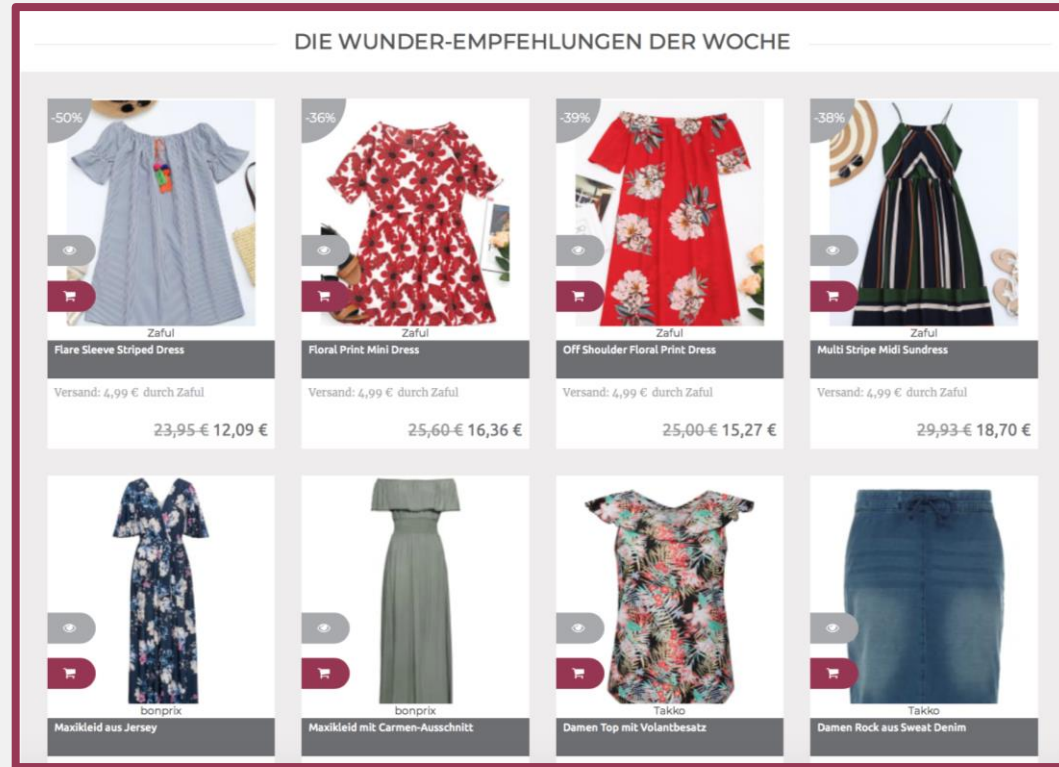 DIE WUNDER-EMPFEHLUNGEN DER WOCHE
-50%
Zaful
Flare Sleeve Striped Dress
Versand: 4,99 € durch Zaful
23,95 € 12,09 €
-36%
Zaful
Floral Print Mini Dress
Versand: 4,99 € durch Zaful
25,60 € 16,36 €
-39%
Zaful
Off Shoulder Floral Print Dress
Versand: 4,99 € durch Zaful
25,00 € 15,27 €
-38%
Zaful
Multi Stripe Midi Sundress
Versand: 4,99 € durch Zaful
29,93 € 18,70 €
bonprix
Maxikleid aus Jersey
bonprix
Maxikleid mit Carmen-Ausschnitt
Takko
Damen Top mit Volantbesatz
Takko
Damen Rock aus Sweat Denim